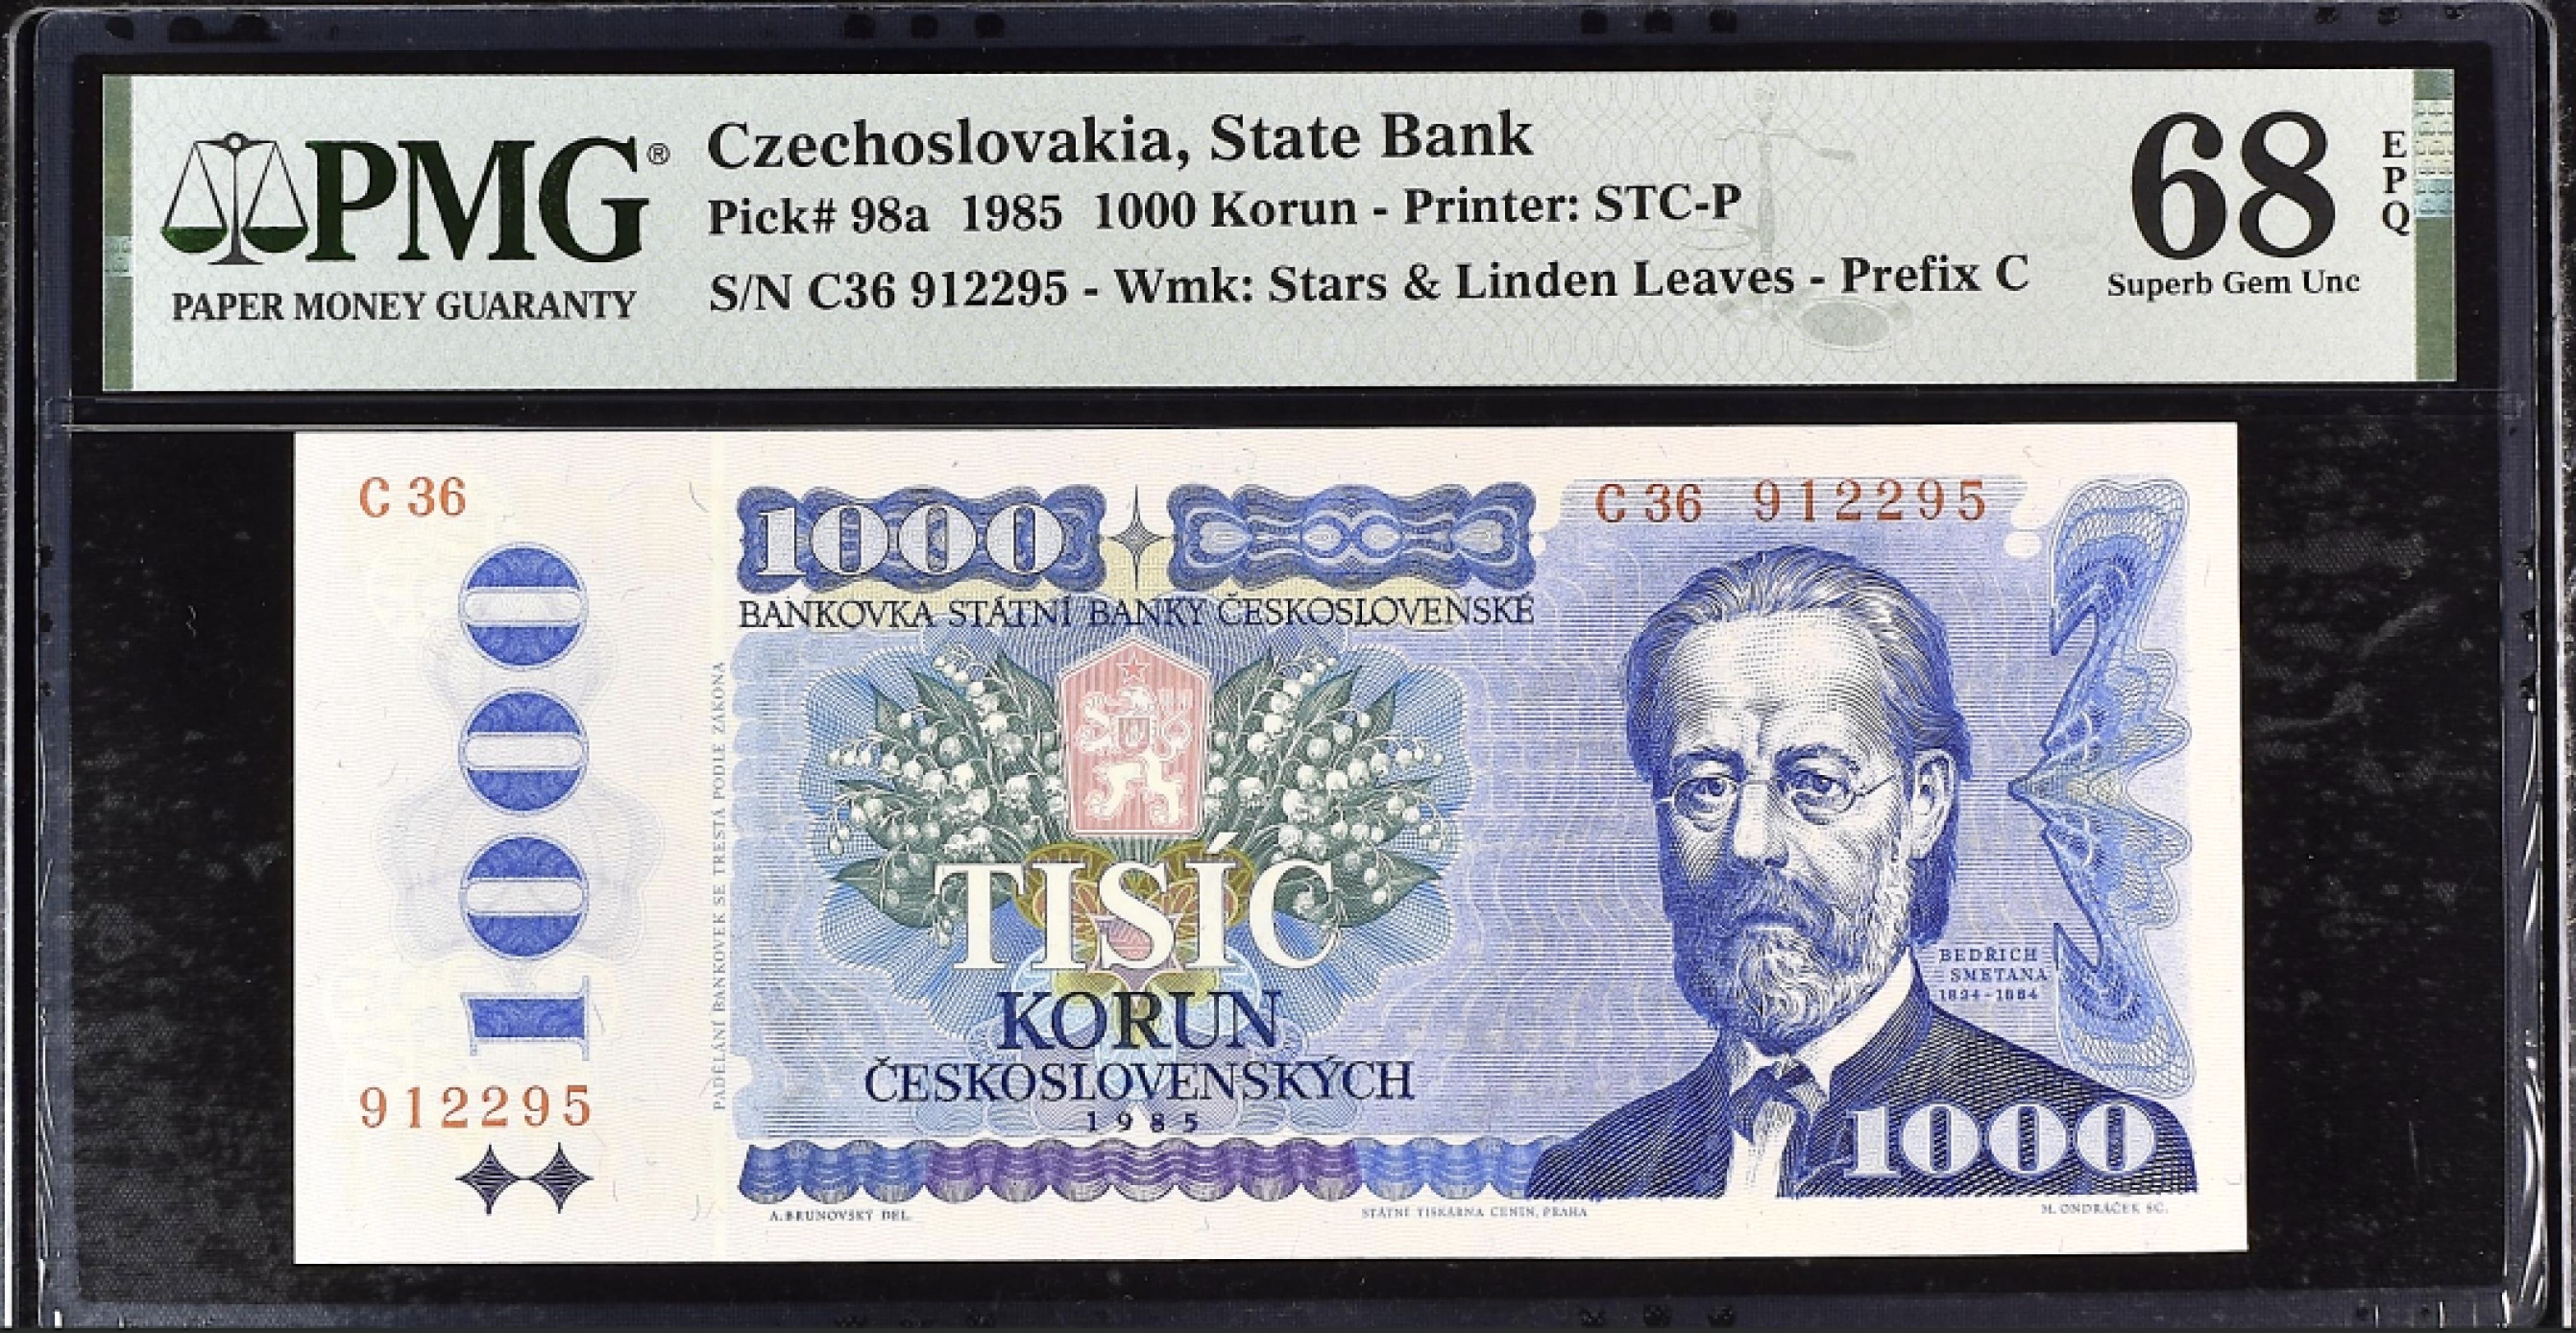 PMG®
PAPER MONEY GUARANTY
Czechoslovakia, State Bank
Pick# 98a 1985 1000 Korun - Printer: STC-P
S/N C36 912295 - Wmk: Stars & Linden Leaves - Prefix C
68
EPQ
Superb Gem Unc
C 36
1000
912295
PADĚLÁNÍ BANKOVEK SE TRESTÁ PODLE ZÁKONA
1000
C 36 912295
BANKOVKA STÁTNÍ BANKY ČESKOSLOVENSKÉ
TISÍC
KORUN
ČESKOSLOVENSKÝCH
1985
BEDŘICH
SMETANA
1824-1884
1000
A. BRUNOVSKÝ DEL.
STÁTNÍ TISKÁRNA CENIN, PRAHA
M. ONDRÁČEK SC.